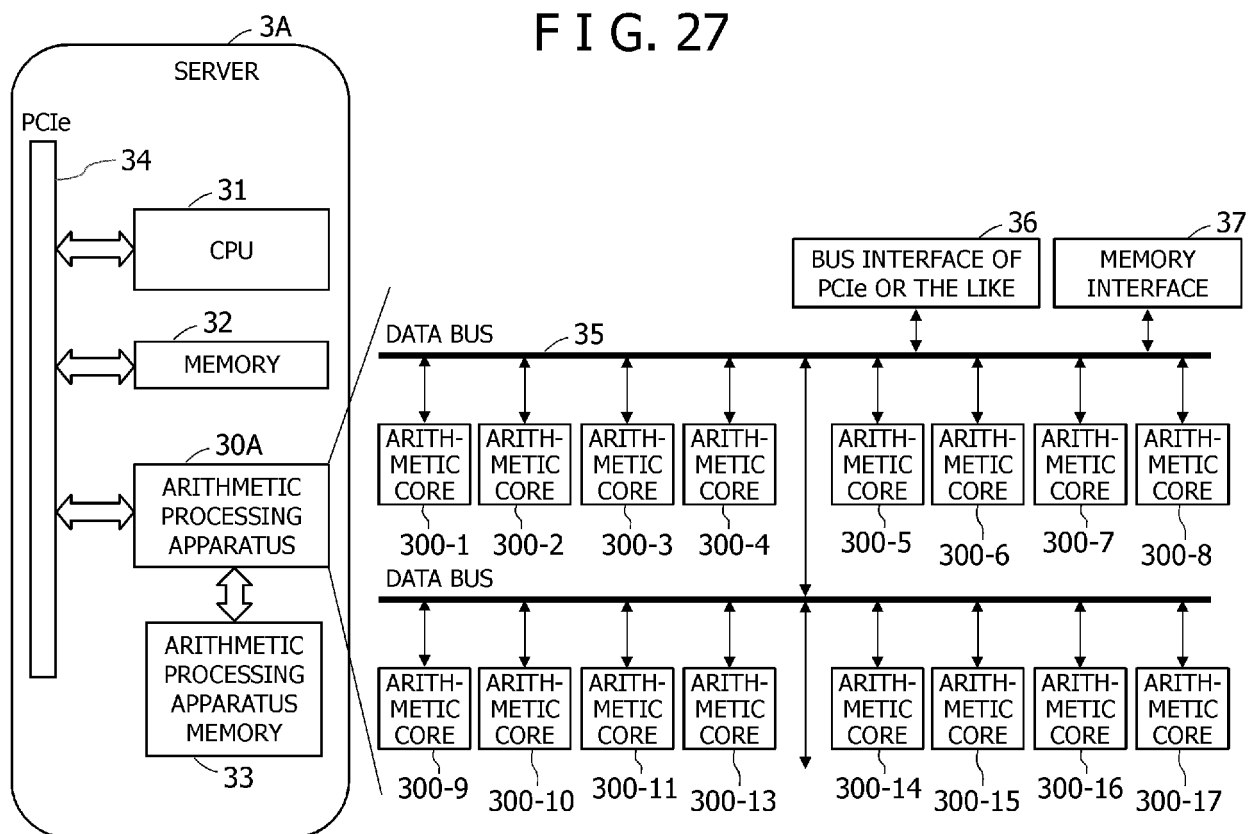 F I G. 27
3A
SERVER
PCIe
34
31
CPU
32
MEMORY
30A
ARITHMETIC
PROCESSING
APPARATUS
ARITHMETIC
PROCESSING
APPARATUS
MEMORY
33
36
BUS INTERFACE OF
PCIe OR THE LIKE
37
MEMORY
INTERFACE
DATA BUS
35
ARITH-
METIC
CORE
ARITH-
METIC
CORE
ARITH-
METIC
CORE
ARITH-
METIC
CORE
ARITH-
METIC
CORE
ARITH-
METIC
CORE
ARITH-
METIC
CORE
ARITH-
METIC
CORE
300-1
300-2
300-3
300-4
300-5
300-6
300-7
300-8
DATA BUS
ARITH-
METIC
CORE
ARITH-
METIC
CORE
ARITH-
METIC
CORE
ARITH-
METIC
CORE
ARITH-
METIC
CORE
ARITH-
METIC
CORE
ARITH-
METIC
CORE
ARITH-
METIC
CORE
300-9
300-10
300-11
300-13
300-14
300-15
300-16
300-17